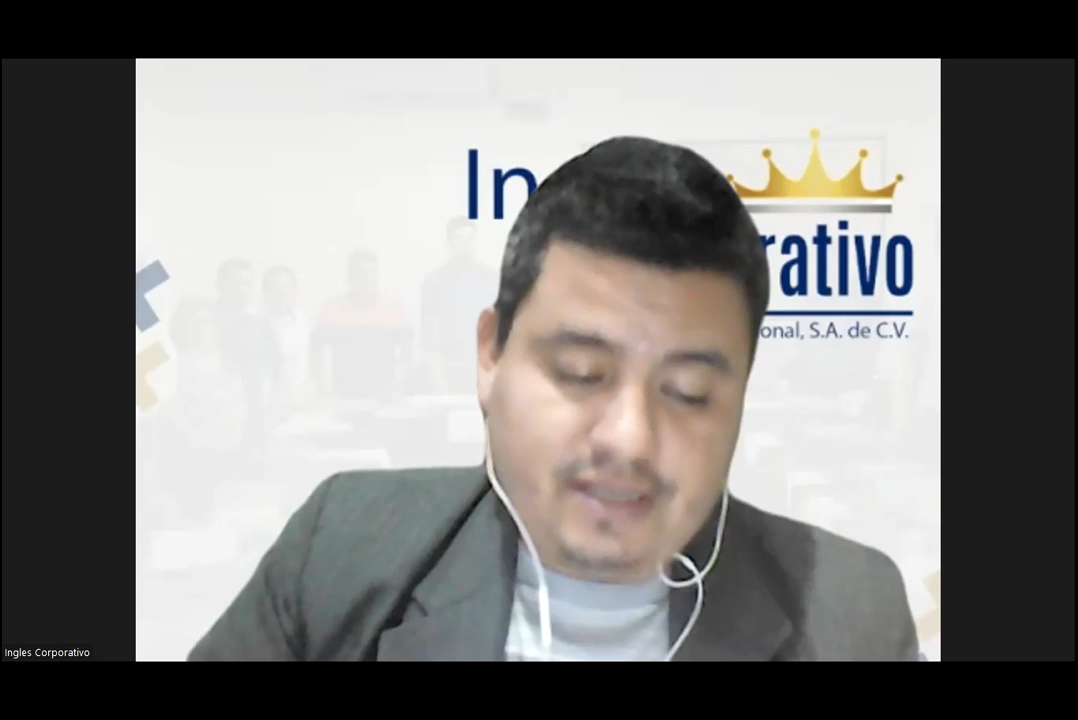 In
rativo
onal, S.A. de C.V.
Ingles Corporativo